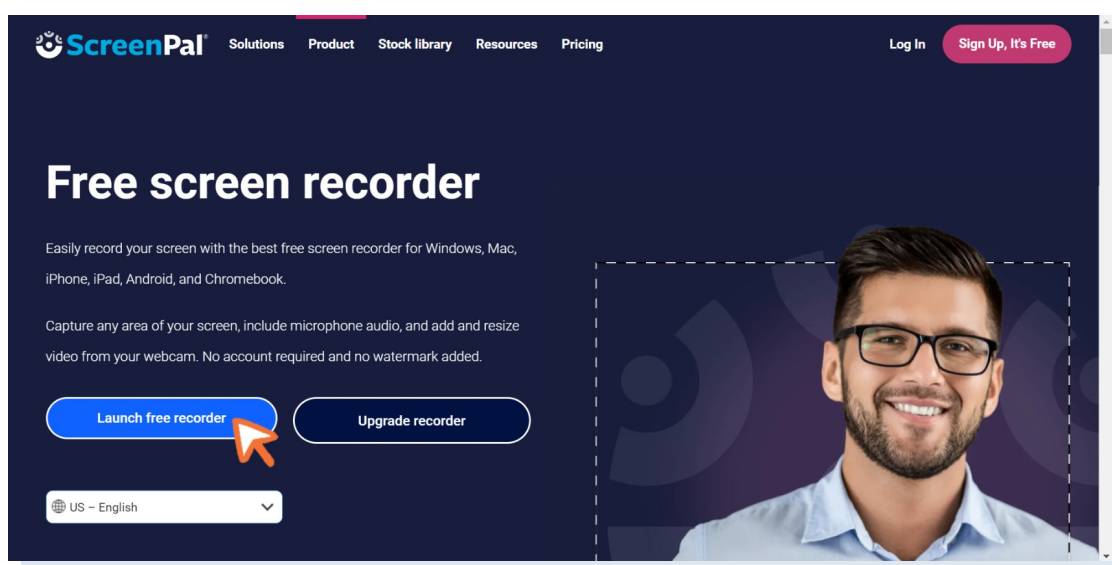 ScreenPal®
Solutions Product Stock library Resources Pricing
Log In Sign Up, It's Free
Free screen recorder
Easily record your screen with the best free screen recorder for Windows, Mac,
iPhone, iPad, Android, and Chromebook.
Capture any area of your screen, include microphone audio, and add and resize
video from your webcam. No account required and no watermark added.
Launch free recorder Upgrade recorder
US – English